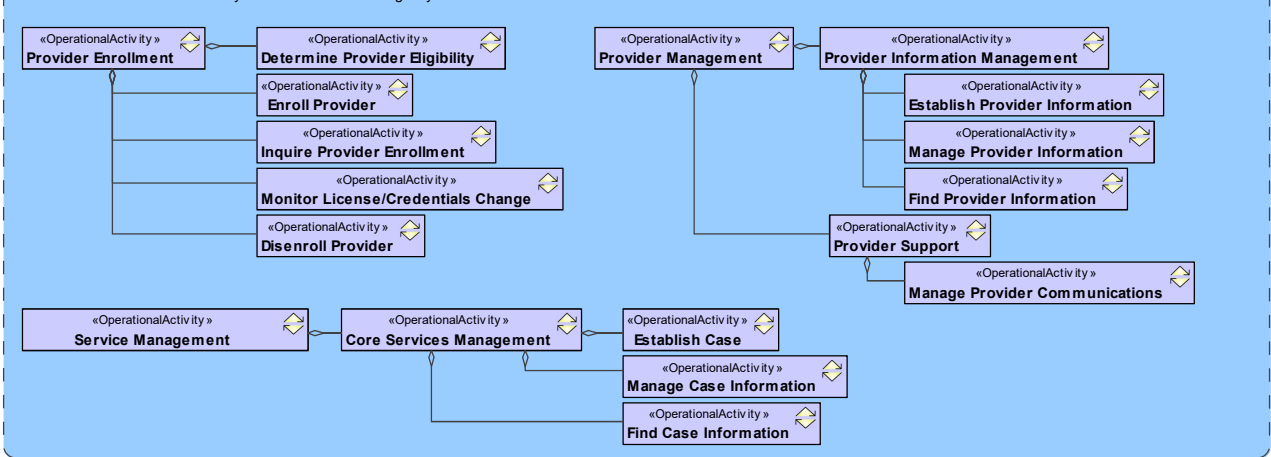 «OperationalActivity»
Provider Enrollment
«OperationalActivity»
Determine Provider Eligibility
«OperationalActivity»
Enroll Provider
«OperationalActivity»
Inquire Provider Enrollment
«OperationalActivity»
Monitor License/Credentials Change
«OperationalActivity»
Disenroll Provider
«OperationalActivity»
Provider Management
«OperationalActivity»
Provider Information Management
«OperationalActivity»
Establish Provider Information
«OperationalActivity»
Manage Provider Information
«OperationalActivity»
Find Provider Information
«OperationalActivity»
Provider Support
«OperationalActivity»
Manage Provider Communications
«OperationalActivity»
Service Management
«OperationalActivity»
Core Services Management
«OperationalActivity»
Establish Case
«OperationalActivity»
Manage Case Information
«OperationalActivity»
Find Case Information